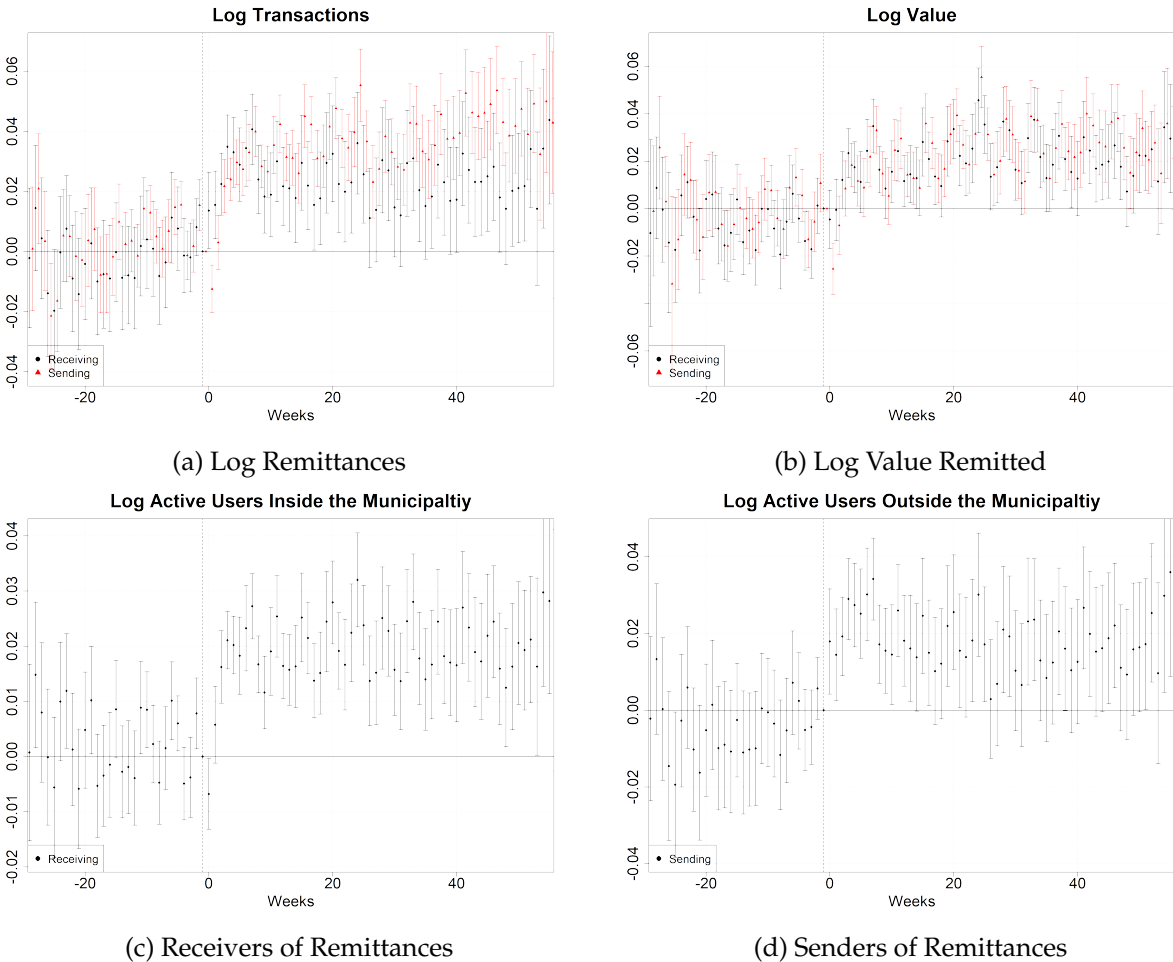 Log Transactions
0.06
0.04
0.02
0.00
-0.02
-0.04
Receiving
Sending
-20
0
20
40
Weeks
(a) Log Remittances
Log Value
0.06
0.04
0.02
0.00
-0.02
-0.06
Receiving
Sending
-20
0
20
40
Weeks
(b) Log Value Remitted
Log Active Users Inside the Municipaltiy
0.04
0.03
0.02
0.01
0.00
-0.01
-0.02
Receiving
-20
0
20
40
Weeks
(c) Receivers of Remittances
Log Active Users Outside the Municipaltiy
0.04
0.02
0.00
-0.02
-0.04
Sending
-20
0
20
40
Weeks
(d) Senders of Remittances